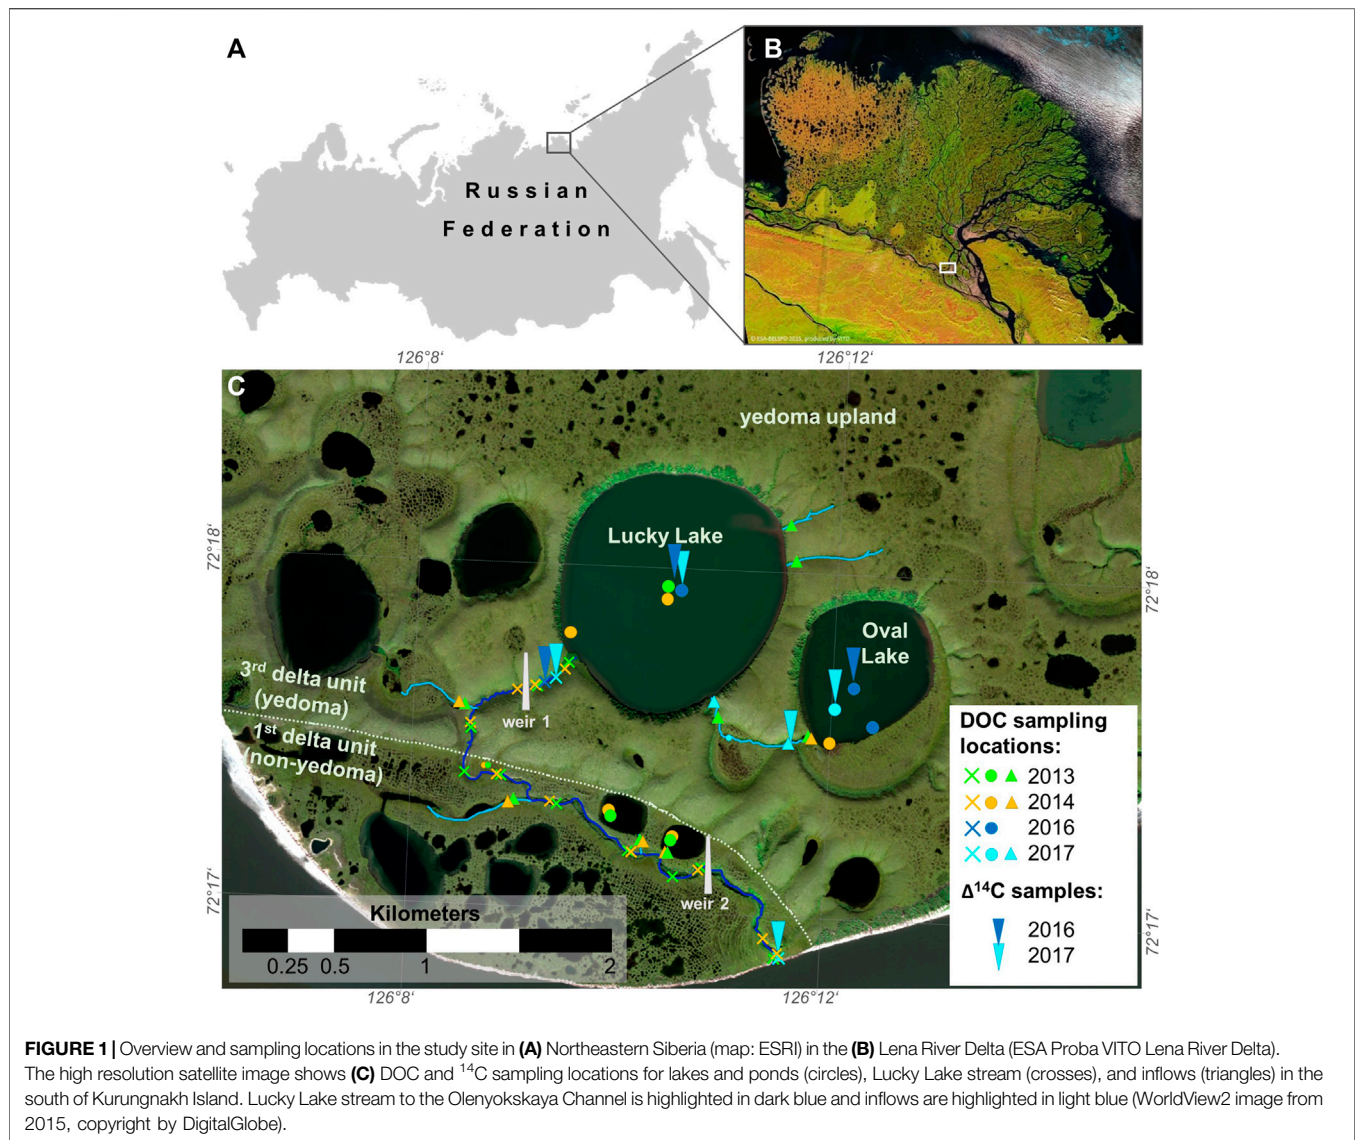 A
B
Russian
Federation
© ESA-BELSPO 2015, produced by VITO
126°8‘
126°12‘
C
yedoma upland
Lucky Lake
72°18‘
72°18‘
Oval
Lake
3rd delta unit
(yedoma)
weir 1
1st delta unit
(non-yedoma)
DOC sampling
locations:
2013
2014
2016
2017
Δ14C samples:
2016
2017
weir 2
72°17‘
72°17‘
Kilometers
0.25 0.5 1 2
126°8‘
126°12‘
FIGURE 1 | Overview and sampling locations in the study site in (A) Northeastern Siberia (map: ESRI) in the (B) Lena River Delta (ESA Proba VITO Lena River Delta).
The high resolution satellite image shows (C) DOC and 14C sampling locations for lakes and ponds (circles), Lucky Lake stream (crosses), and inflows (triangles) in the
south of Kurungnakh Island. Lucky Lake stream to the Olenyokskaya Channel is highlighted in dark blue and inflows are highlighted in light blue (WorldView2 image from
2015, copyright by DigitalGlobe).